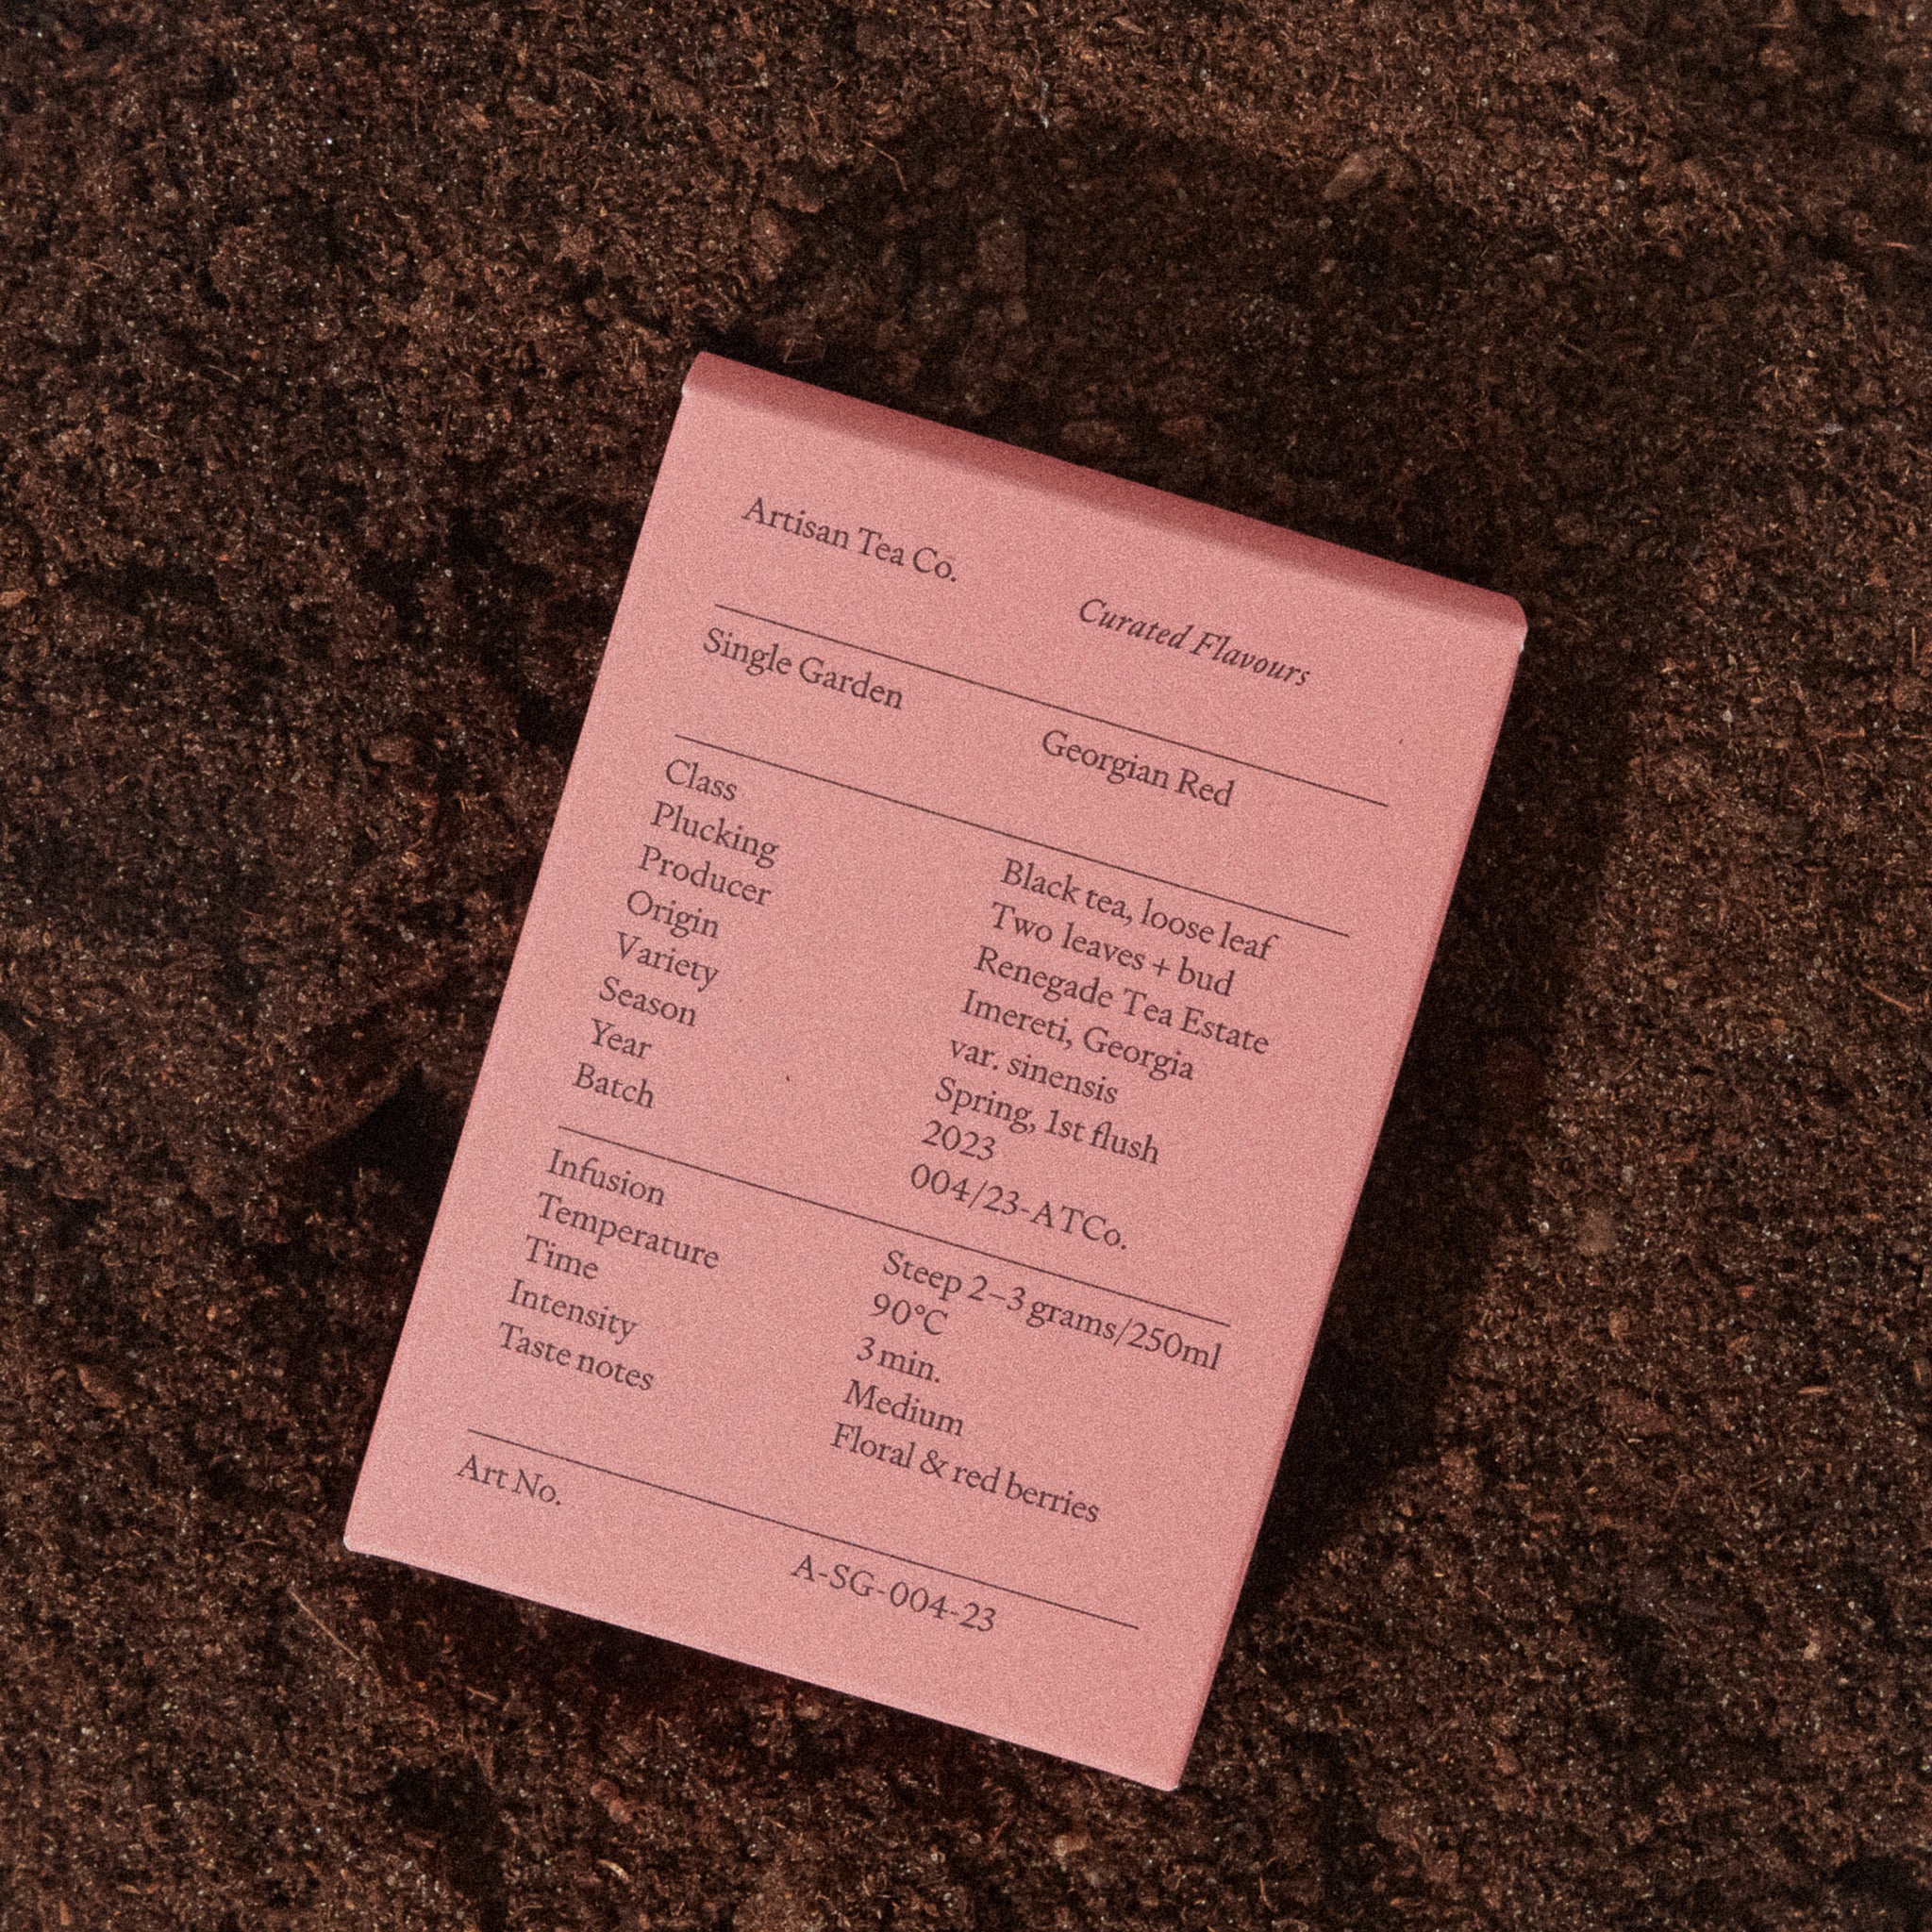 Artisan Tea Co. Curated Flavours
Single Garden Georgian Red
Class Black tea, loose leaf
Plucking Two leaves + bud
Producer Renegade Tea Estate
Origin Imereti, Georgia
Variety var. sinensis
Season Spring, 1st flush
Year 2023
Batch 004/23-ATCo.
Infusion Steep 2–3 grams/250ml
Temperature 90°C
Time 3 min.
Intensity Medium
Taste notes Floral & red berries
Art No. A-SG-004-23